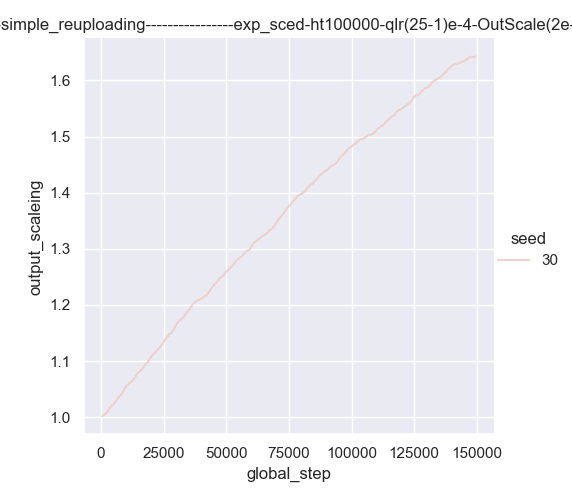 -simple_reuploading----------------exp_sced-ht100000-qlr(25-1)e-4-OutScale(2e-
1.6
1.5
1.4
1.3
1.2
1.1
1.0
output_scaleing
seed
30
0 25000 50000 75000 100000 125000 150000
global_step